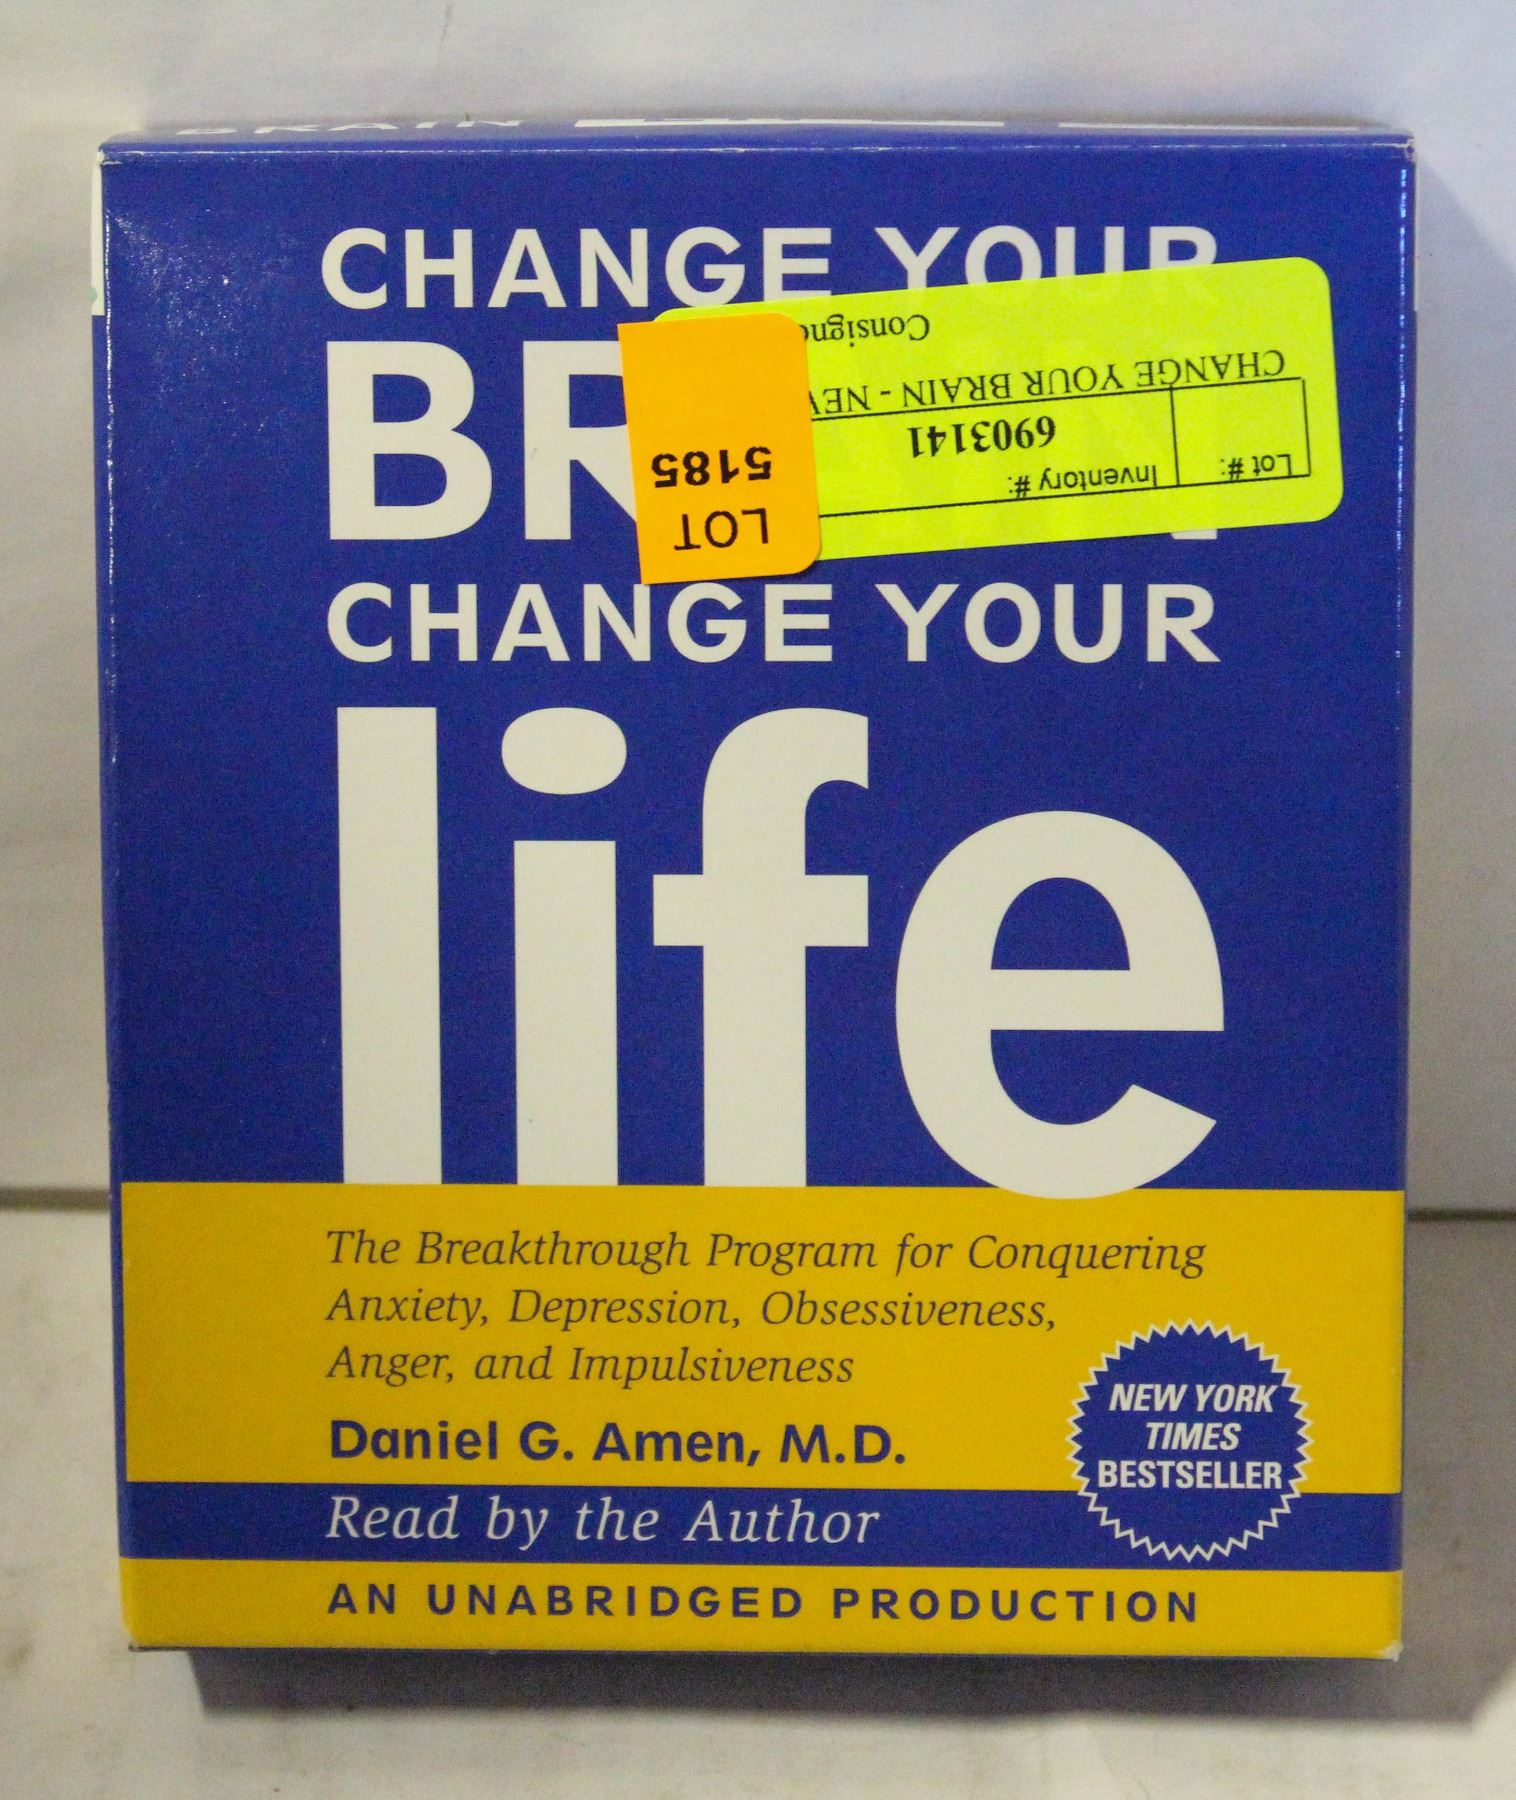 BRAIN
CHANGE YOUR
BR
CHANGE YOUR
life
Lot #:
Inventory #:
6903141
CHANGE YOUR BRAIN - NEW
LOT
5185
The Breakthrough Program for Conquering
Anxiety, Depression, Obsessiveness,
Anger, and Impulsiveness
Daniel G. Amen, M.D.
NEW YORK
TIMES
BESTSELLER
Read by the Author
AN UNABRIDGED PRODUCTION